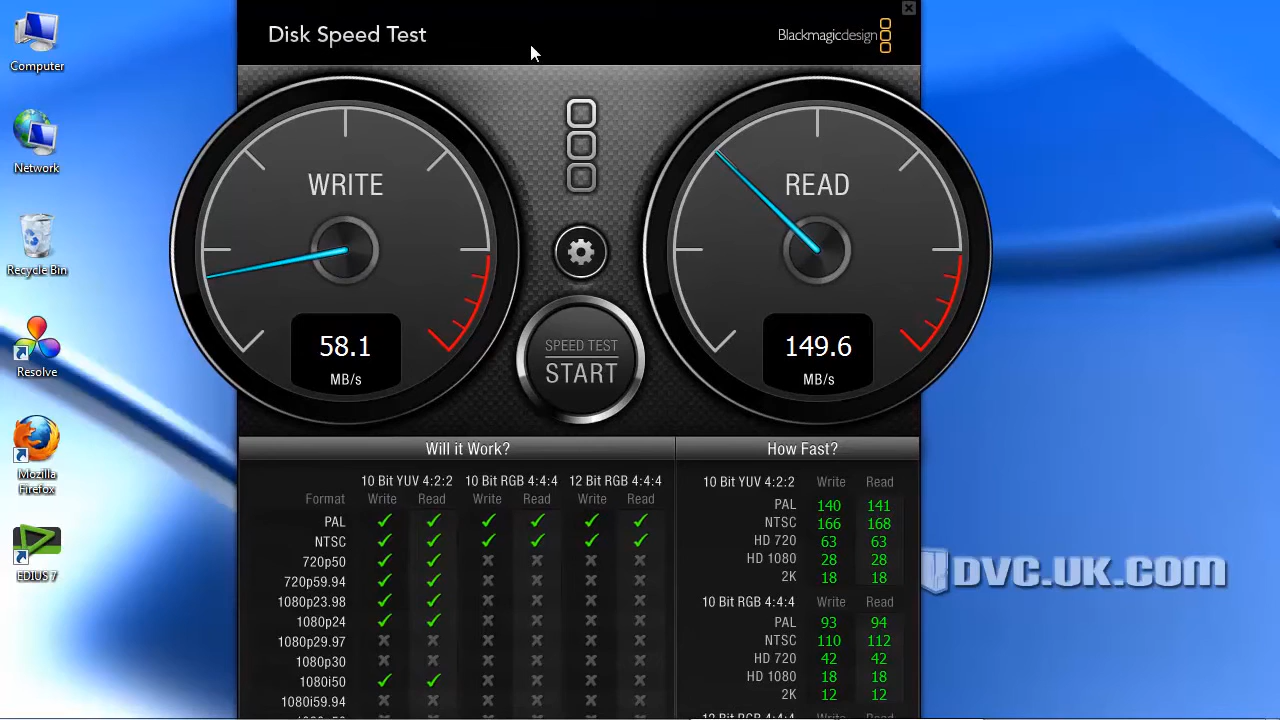 Disk Speed Test
Blackmagicdesign
Computer
Network
Recycle Bin
Resolve
Mozilla
Firefox
EDIUS 7
WRITE
58.1
MB/s
SPEED TEST
START
READ
149.6
MB/s
Will it Work?
10 Bit YUV 4:2:2 10 Bit RGB 4:4:4 12 Bit RGB 4:4:4
Format Write Read Write Read Write Read
PAL ✓ ✓ ✓ ✓ ✓ ✓
NTSC ✓ ✓ ✓ ✓ ✓ ✓
720p50 ✓ ✓ x x x x
720p59.94 ✓ ✓ x x x x
1080p23.98 ✓ ✓ x x x x
1080p24 ✓ ✓ x x x x
1080p29.97 x x x x x x
1080p30 x x x x x x
1080i50 ✓ ✓ x x x x
1080i59.94 x x x x x x
How Fast?
10 Bit YUV 4:2:2 Write Read
PAL 140 141
NTSC 166 168
HD 720 63 63
HD 1080 28 28
2K 18 18
10 Bit RGB 4:4:4 Write Read
PAL 93 94
NTSC 110 112
HD 720 42 42
HD 1080 18 18
2K 12 12
DVC.UK.com